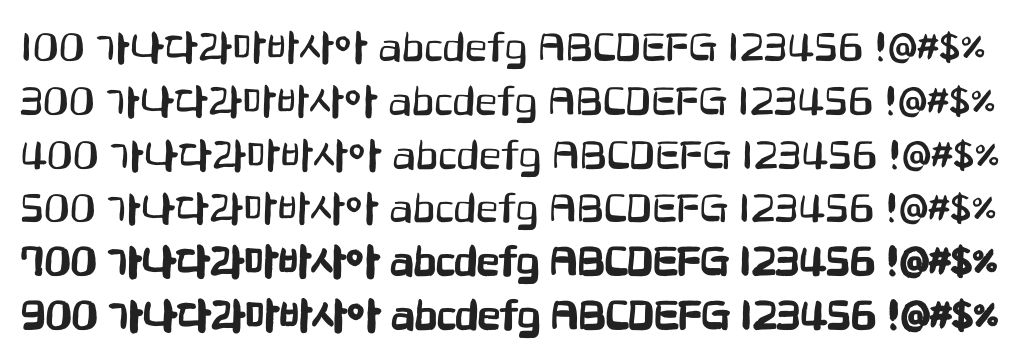 100 가나다라마바사아 abcdefg ABCDEFG 123456 !@#$%
300 가나다라마바사아 abcdefg ABCDEFG 123456 !@#$%
400 가나다라마바사아 abcdefg ABCDEFG 123456 !@#$%
500 가나다라마바사아 abcdefg ABCDEFG 123456 !@#$%
700 가나다라마바사아 abcdefg ABCDEFG 123456 !@#$%
900 가나다라마바사아 abcdefg ABCDEFG 123456 !@#$%